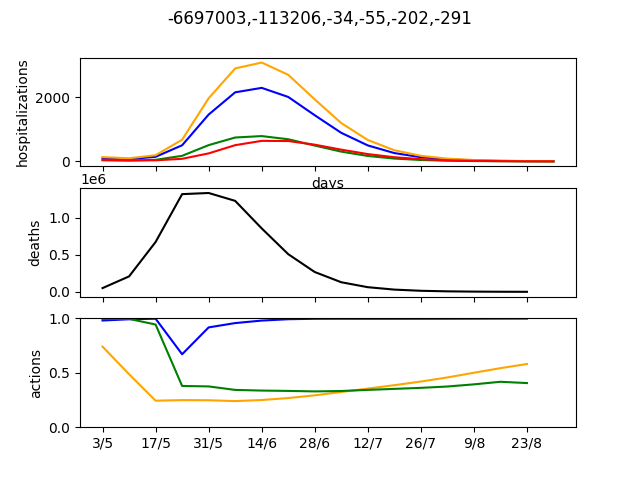 -6697003,-113206,-34,-55,-202,-291
hospitalizations
2000
0
days
1e6
deaths
1.0
0.5
0.0
actions
1.0
0.5
0.0
3/5 17/5 31/5 14/6 28/6 12/7 26/7 9/8 23/8